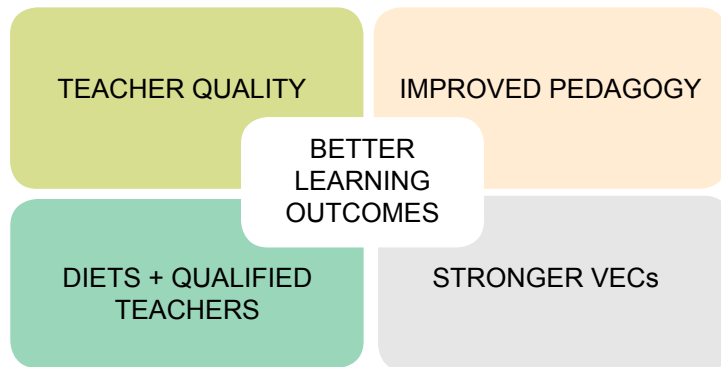 TEACHER QUALITY
IMPROVED PEDAGOGY
BETTER
LEARNING
OUTCOMES
DIETS + QUALIFIED
TEACHERS
STRONGER VECs